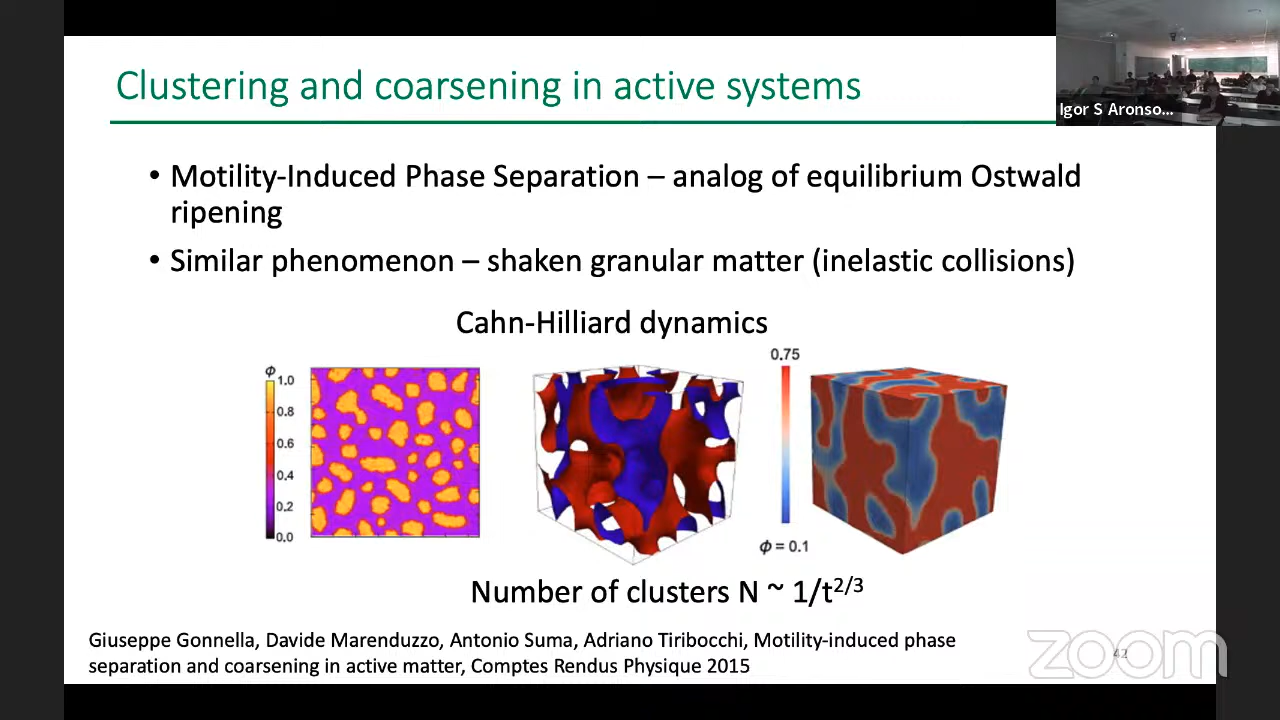 Clustering and coarsening in active systems
Igor S Aronso...
• Motility-Induced Phase Separation – analog of equilibrium Ostwald
ripening
• Similar phenomenon – shaken granular matter (inelastic collisions)
Cahn-Hilliard dynamics
ϕ
1.0
0.8
0.6
0.4
0.2
0.0
0.75
ϕ = 0.1
Number of clusters N ~ 1/t^2/3
Giuseppe Gonnella, Davide Marenduzzo, Antonio Suma, Adriano Tiribocchi, Motility-induced phase
separation and coarsening in active matter, Comptes Rendus Physique 2015
42
zoom